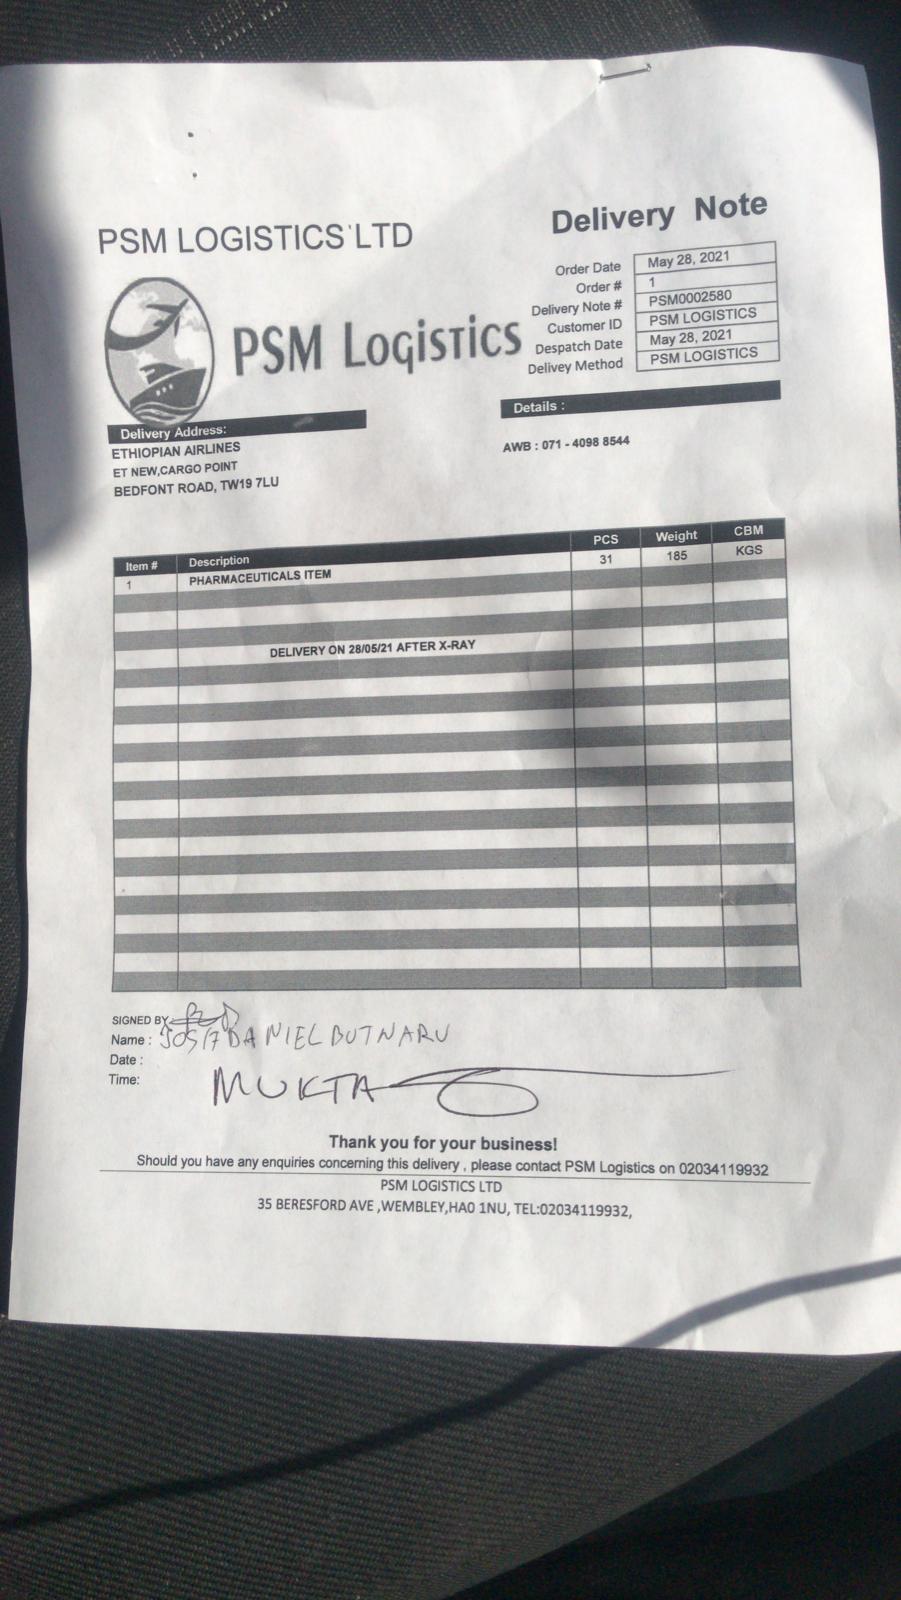 PSM LOGISTICS LTD
Delivery Note
Order Date May 28, 2021
Order # 1
Delivery Note # PSM0002580
Customer ID PSM LOGISTICS
Despatch Date May 28, 2021
Delivey Method PSM LOGISTICS
PSM Logistics
Delivery Address:
ETHIOPIAN AIRLINES
ET NEW,CARGO POINT
BEDFONT ROAD, TW19 7LU
Details :
AWB : 071 - 4098 8544
Item # Description PCS Weight CBM
1 PHARMACEUTICALS ITEM 31 185 KGS
DELIVERY ON 28/05/21 AFTER X-RAY
SIGNED BY
Name : DANIEL BUTNARU
Date :
Time:
MUKTA
Thank you for your business!
Should you have any enquiries concerning this delivery , please contact PSM Logistics on 02034119932
PSM LOGISTICS LTD
35 BERESFORD AVE ,WEMBLEY,HA0 1NU, TEL:02034119932,